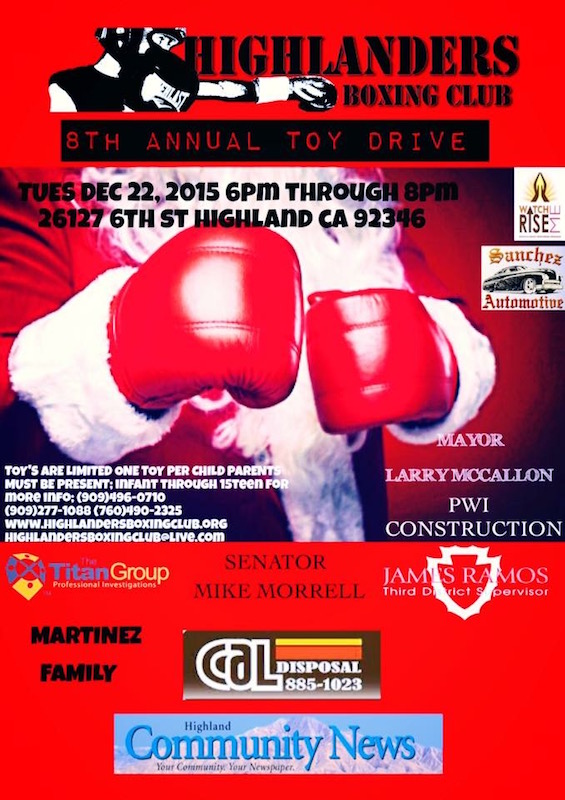 HIGHLANDERS
BOXING CLUB
EVERLAST
8TH ANNUAL TOY DRIVE
TUES DEC 22, 2015 6PM THROUGH 8PM
26127 6TH ST HIGHLAND CA 92346
WATCH ME
RISE
Sanchez
Automotive
MAYOR
LARRY MCCALLON
PWI
CONSTRUCTION
TOY'S ARE LIMITED ONE TOY PER CHILD PARENTS
MUST BE PRESENT; INFANT THROUGH 15TEEN FOR
MORE INFO; (909)496-0710
(909)277-1088 (760)490-2325
WWW.HIGHLANDERSBOXINGCLUB.ORG
HIGHLANDERSBOXINGCLUB@LIVE.COM
The
Titan Group
Professional Investigations
TM
SENATOR
MIKE MORRELL
JAMES RAMOS
Third District Supervisor
MARTINEZ
FAMILY
CAL DISPOSAL
885-1023
Highland
Community News
Your Community. Your Newspaper.